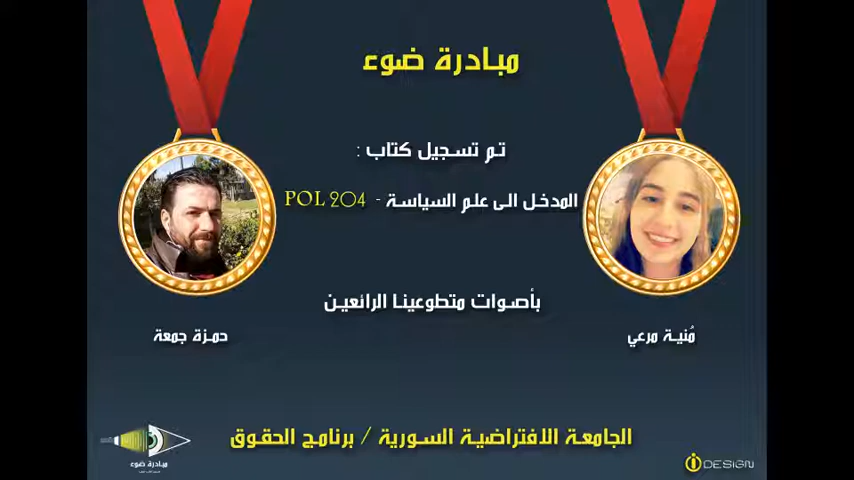 مبادرة ضوء
تم تسجيل كتاب :
المدخل الى علم السياسة - POL 204
بأصوات متطوعينا الرائعين
مُنية مرعي
حمزة جمعة
الجامعة الافتراضية السورية / برنامج الحقوق
مبادرة ضوء
iDESIGN